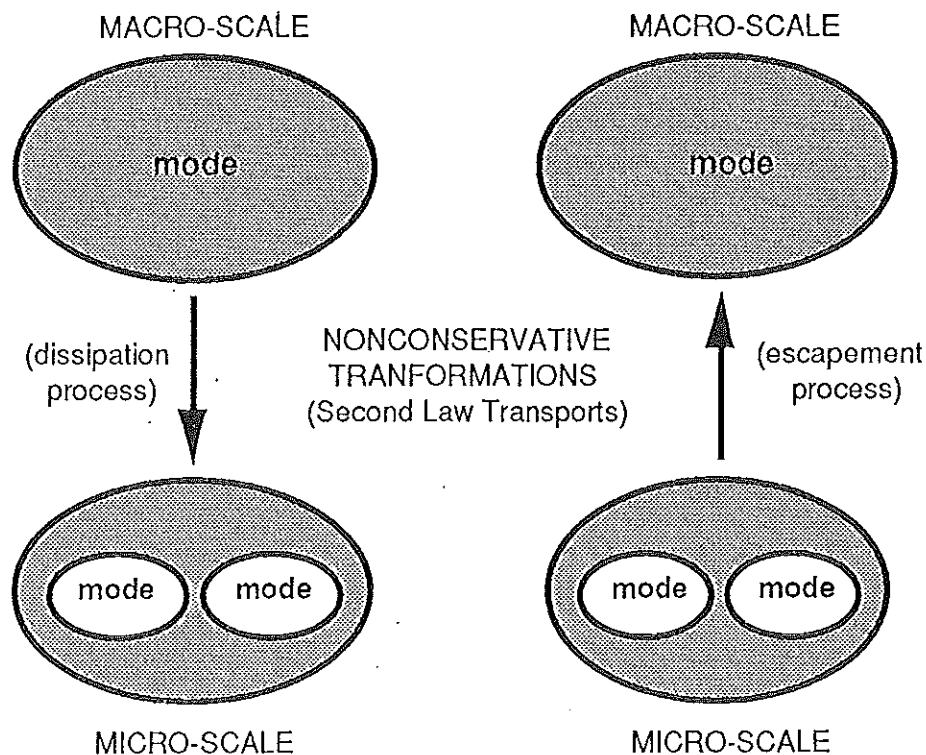 MACRO-SCALE
MACRO-SCALE
mode
mode
(dissipation
process)
NONCONSERVATIVE
TRANFORMATIONS
(Second Law Transports)
(escapement
process)
mode
mode
mode
mode
MICRO-SCALE
MICRO-SCALE